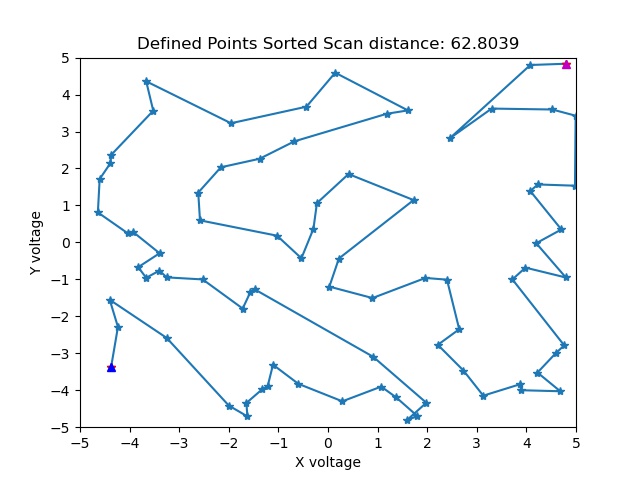 Defined Points Sorted Scan distance: 62.8039
5
4
3
2
1
0
−1
−2
−3
−4
−5
Y voltage
−5 −4 −3 −2 −1 0 1 2 3 4 5
X voltage